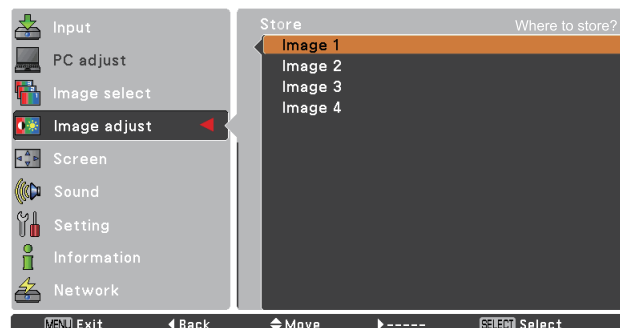 Input
PC adjust
Image select
Image adjust
Screen
Sound
Setting
Information
Network
Store Where to store?
Image 1
Image 2
Image 3
Image 4
MENU Exit Back Move ----- SELECT Select